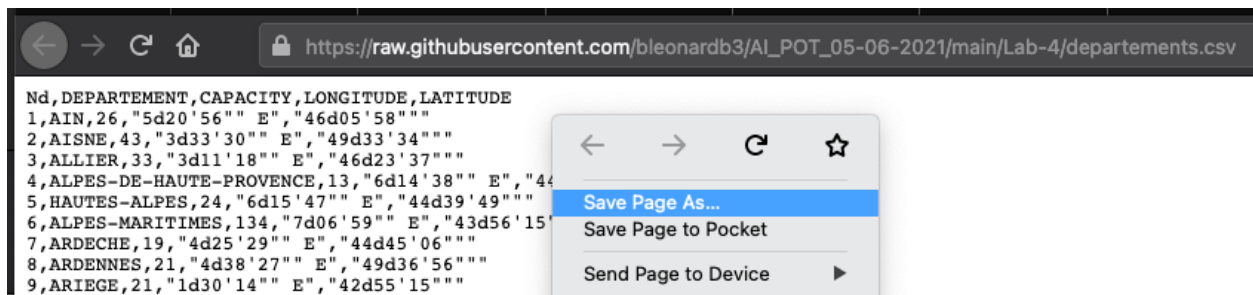 https://raw.githubusercontent.com/bleonardb3/AI_POT_05-06-2021/main/Lab-4/departements.csv
Nd,DEPARTEMENT,CAPACITY,LONGITUDE,LATITUDE
1,AIN,26,"5d20'56"" E","46d05'58"""
2,AISNE,43,"3d33'30"" E","49d33'34"""
3,ALLIER,33,"3d11'18"" E","46d23'37"""
4,ALPES-DE-HAUTE-PROVENCE,13,"6d14'38"" E","44
5,HAUTES-ALPES,24,"6d15'47"" E","44d39'49"""
6,ALPES-MARITIMES,134,"7d06'59"" E","43d56'15'
7,ARDECHE,19,"4d25'29"" E","44d45'06"""
8,ARDENNES,21,"4d38'27"" E","49d36'56"""
9,ARIEGE,21,"1d30'14"" E","42d55'15"""
Save Page As...
Save Page to Pocket
Send Page to Device